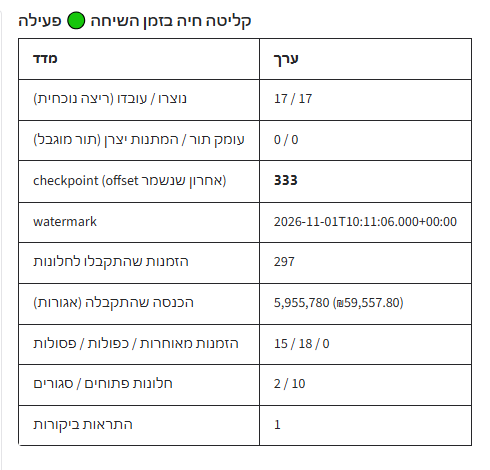 קליטה חיה בזמן השיחה 🟢 פעילה
מדד ערך
נוצרו / עובדו (ריצה נוכחית) 17 / 17
עומק תור / המתנות יצרן (תור מוגבל) 0 / 0
checkpoint (offset אחרון שנשמר) 333
watermark 2026-11-01T10:11:06.000+00:00
הזמנות שהתקבלו לחלונות 297
הכנסה שהתקבלה (אגורות) 5,955,780 (₪59,557.80)
הזמנות מאוחרות / כפולות / פסולות 15 / 18 / 0
חלונות פתוחים / סגורים 2 / 10
התראות ביקורות 1